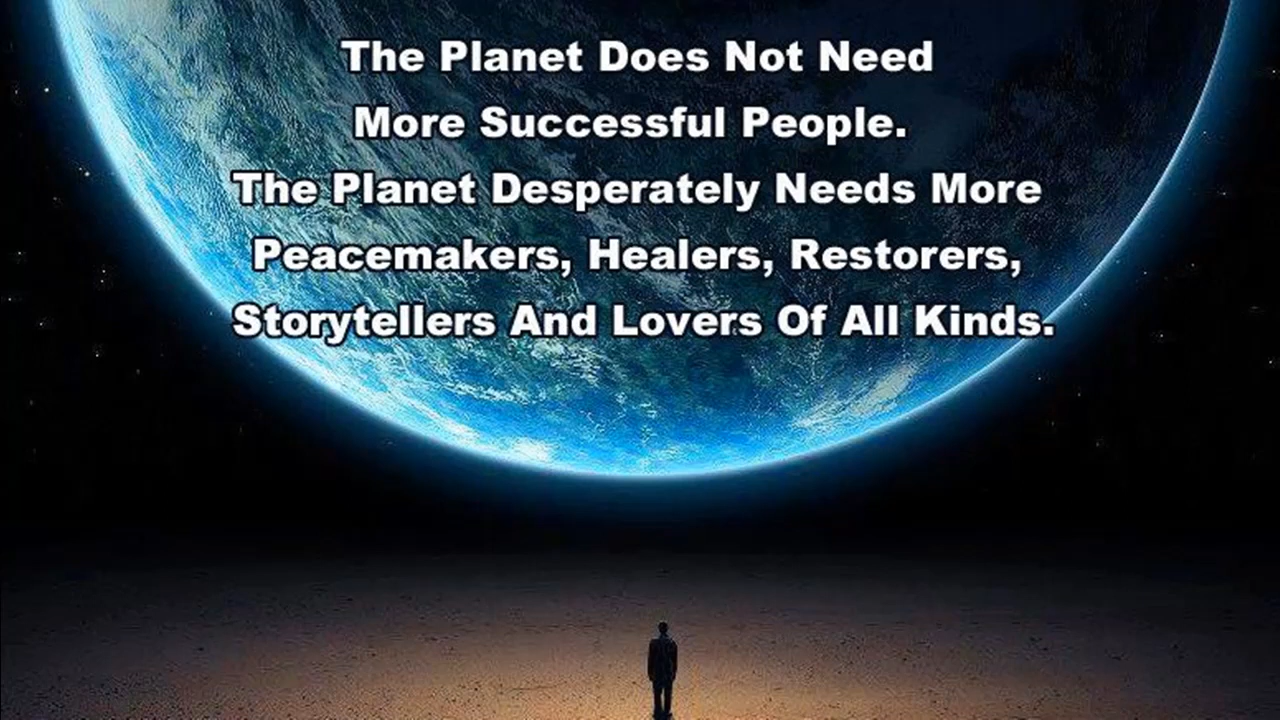 The Planet Does Not Need
More Successful People.
The Planet Desperately Needs More
Peacemakers, Healers, Restorers,
Storytellers And Lovers Of All Kinds.